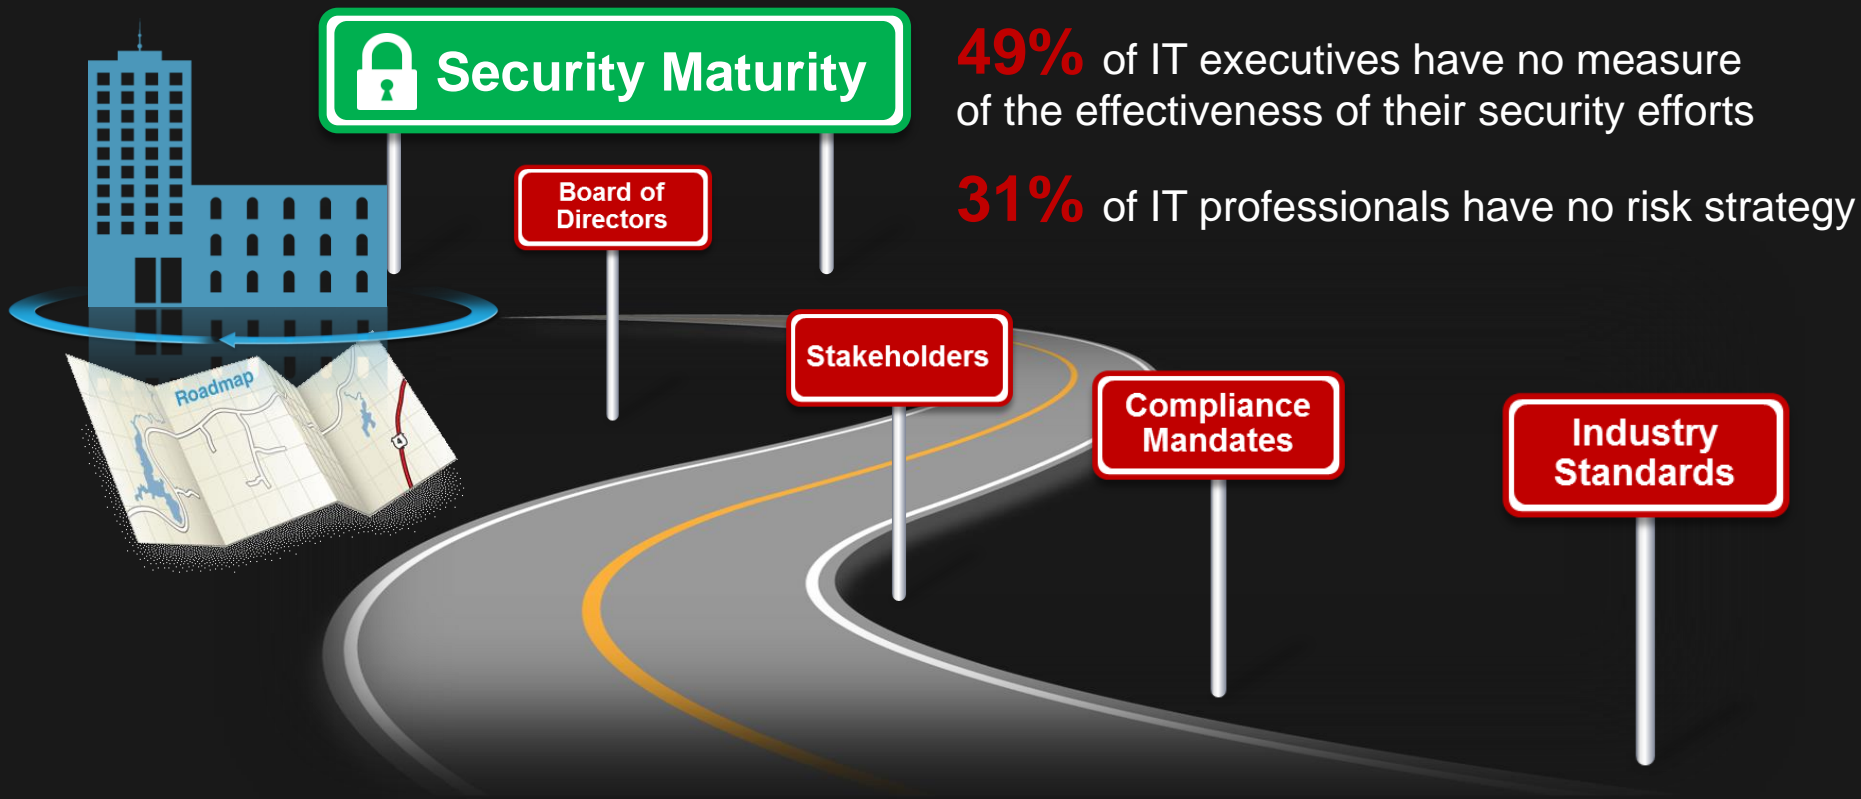 Security Maturity
49% of IT executives have no measure
of the effectiveness of their security efforts
31% of IT professionals have no risk strategy
Board of
Directors
Stakeholders
Compliance
Mandates
Industry
Standards
Roadmap
4